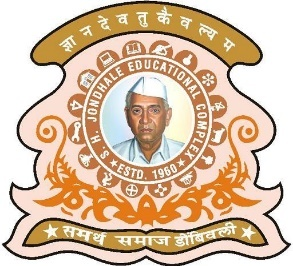 ज्ञानदेवतुकैवल्यम
S. H. JONDHALE EDUCATIONAL COMPLEX
ESTD. 1960
समर्थ समाज डोंबिवली